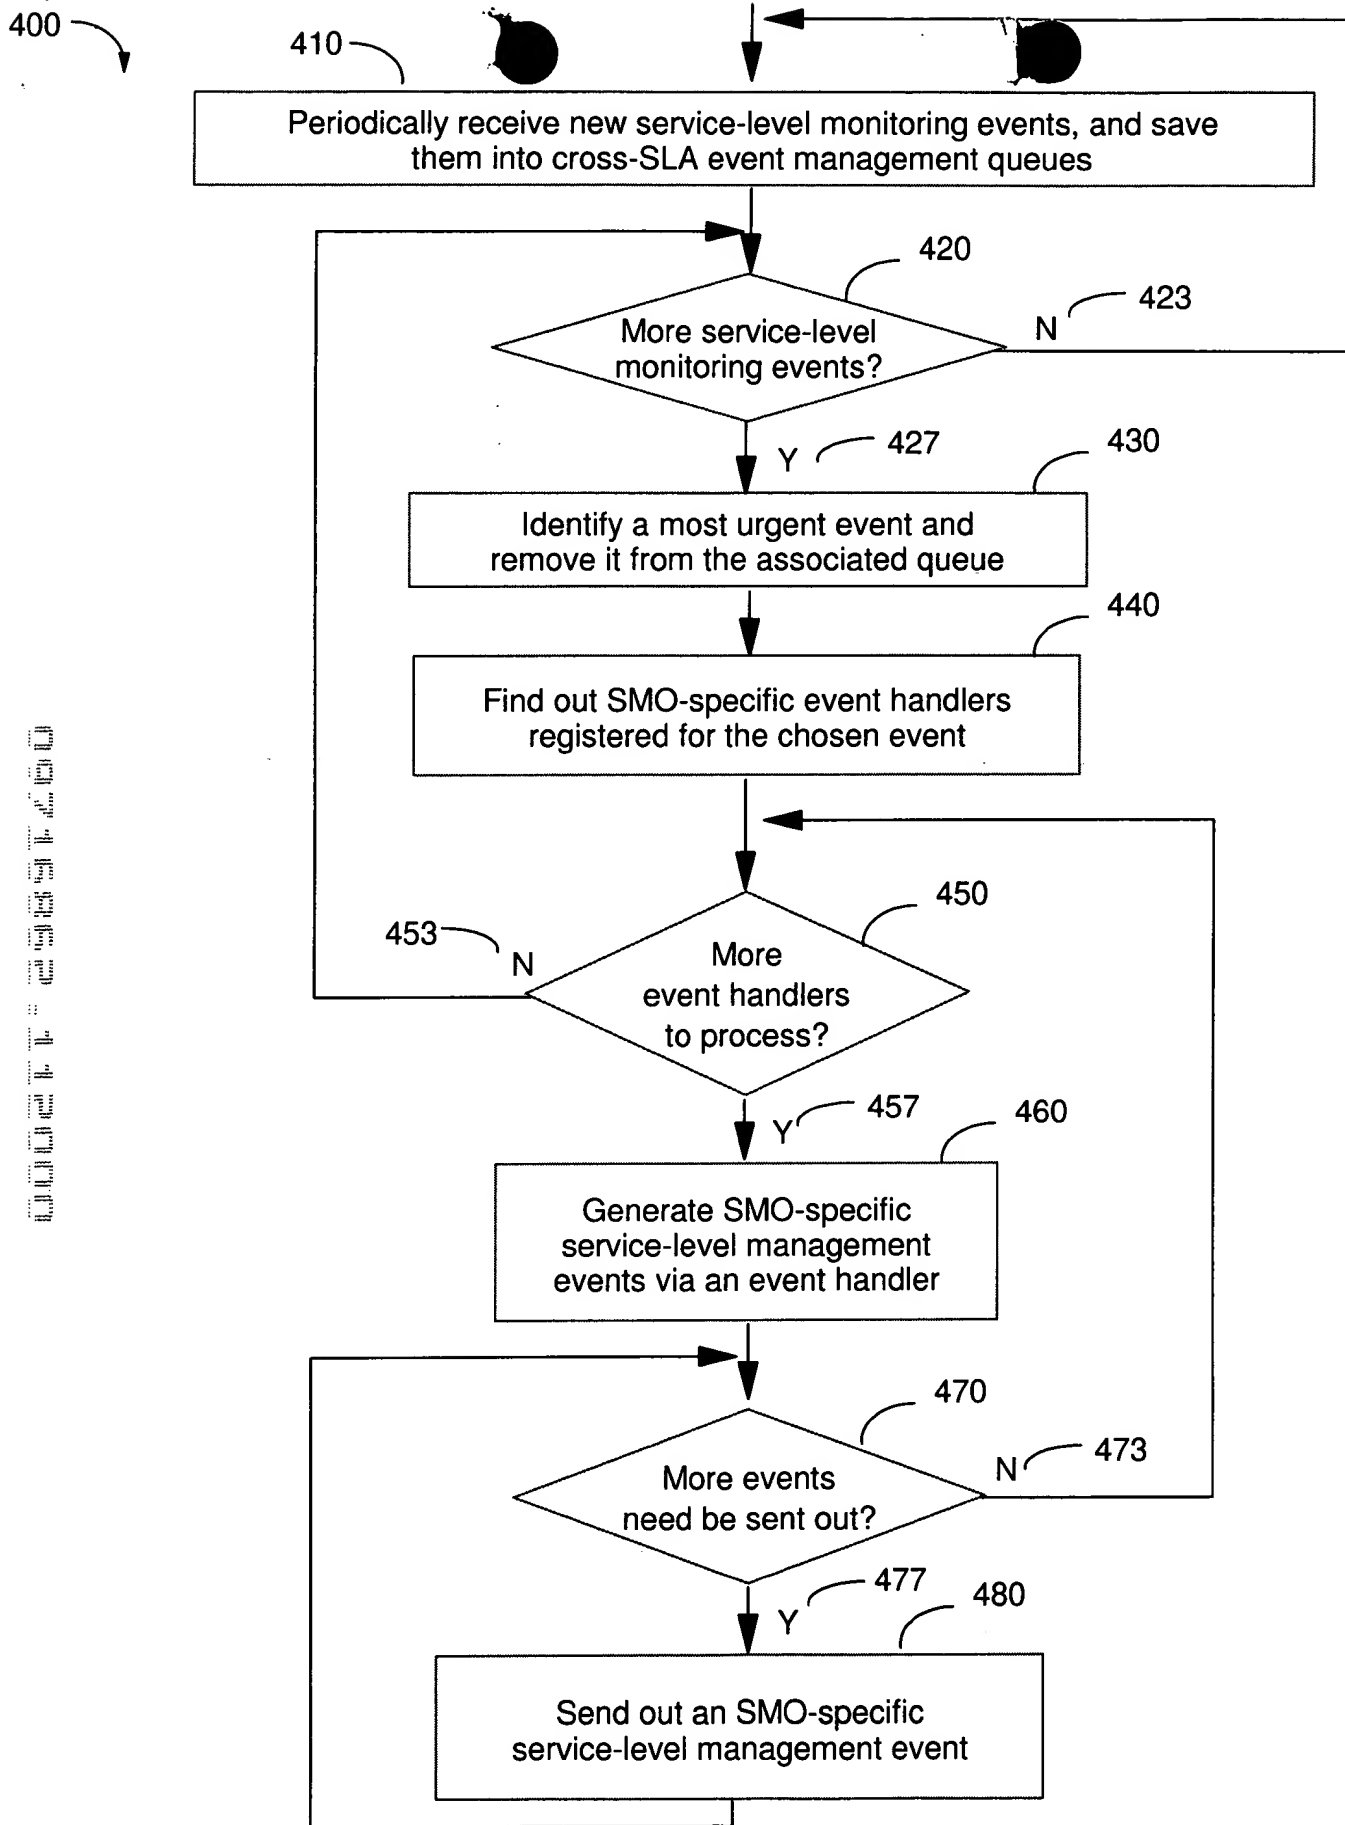 400
410
Periodically receive new service-level monitoring events, and save
them into cross-SLA event management queues
420
423
N
More service-level
monitoring events?
427
Y
430
Identify a most urgent event and
remove it from the associated queue
440
Find out SMO-specific event handlers
registered for the chosen event
450
453
N
More
event handlers
to process?
457
Y
460
Generate SMO-specific
service-level management
events via an event handler
470
473
N
More events
need be sent out?
477
Y
480
Send out an SMO-specific
service-level management event